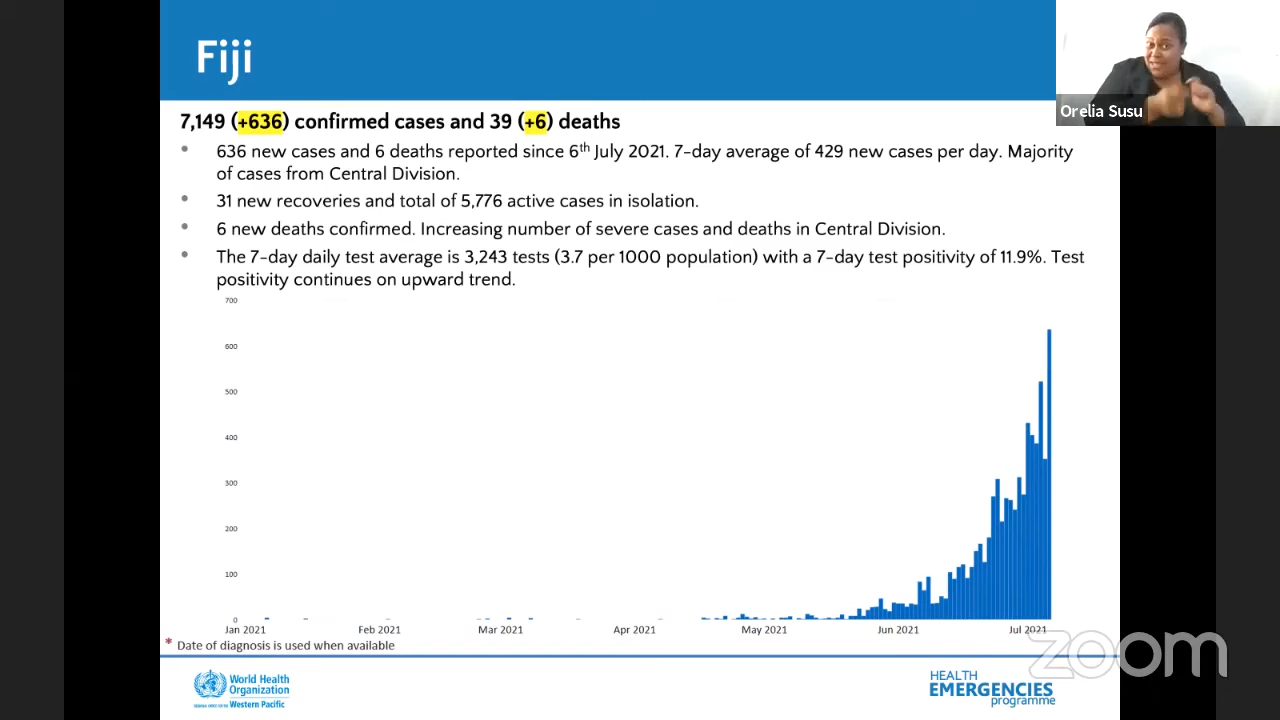 Fiji
Orelia Susu
7,149 (+636) confirmed cases and 39 (+6) deaths
• 636 new cases and 6 deaths reported since 6th July 2021. 7-day average of 429 new cases per day. Majority
of cases from Central Division.
• 31 new recoveries and total of 5,776 active cases in isolation.
• 6 new deaths confirmed. Increasing number of severe cases and deaths in Central Division.
• The 7-day daily test average is 3,243 tests (3.7 per 1000 population) with a 7-day test positivity of 11.9%. Test
positivity continues on upward trend.
700
600
500
400
300
200
100
0
Jan 2021 Feb 2021 Mar 2021 Apr 2021 May 2021 Jun 2021 Jul 2021
* Date of diagnosis is used when available
zoom
World Health
Organization
REGIONAL OFFICE FOR THE Western Pacific
HEALTH
EMERGENCIES
programme